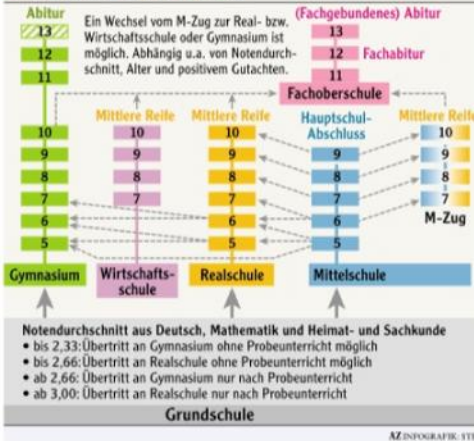 Abitur
13
12
11
10
9
8
7
6
5
Gymnasium
Ein Wechsel vom M-Zug zur Real- bzw.
Wirtschaftsschule oder Gymnasium ist
möglich. Abhängig u.a. von Notendurch-
schnitt, Alter und positivem Gutachten.
(Fachgebundenes) Abitur
13
12 Fachabitur
11
Fachoberschule
Mittlere Reife
10
9
8
7
Wirtschafts-
schule
Mittlere Reife
10
9
8
7
6
5
Realschule
Hauptschul-
Abschluss
9
8
7
6
5
Mittelschule
Mittlere Reife
10
9
8
7
M-Zug
Notendurchschnitt aus Deutsch, Mathematik und Heimat- und Sachkunde
• bis 2,33: Übertritt an Gymnasium ohne Probeunterricht möglich
• bis 2,66: Übertritt an Realschule ohne Probeunterricht möglich
• ab 2,66: Übertritt an Gymnasium nur nach Probeunterricht
• ab 3,00: Übertritt an Realschule nur nach Probeunterricht
Grundschule
AZ INFOGRAFIK